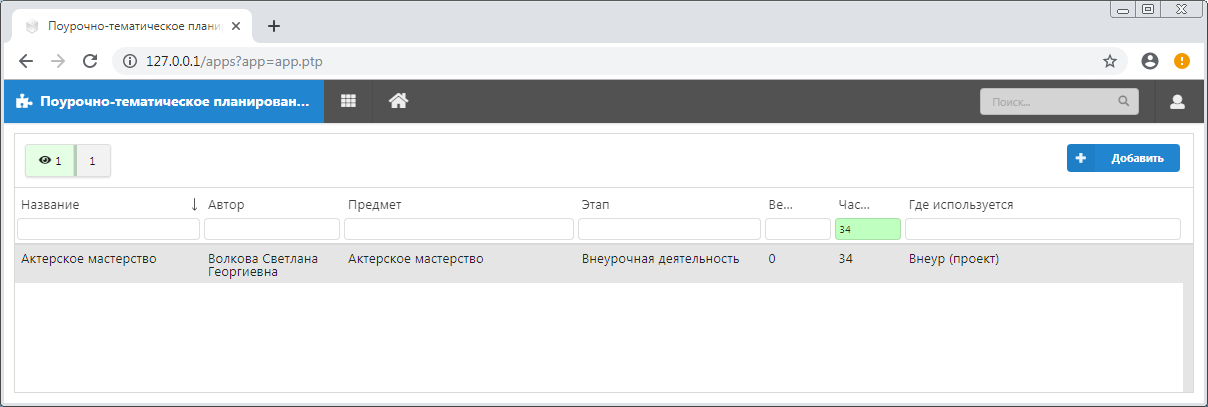 Поурочно-тематическое плани
127.0.0.1/apps?app=app.ptp
Поурочно-тематическое планирован...
Поиск...
1 1
Добавить
Название Автор Предмет Этап Ве... Час... Где используется
34
Актерское мастерство Волкова Светлана Георгиевна Актерское мастерство Внеурочная деятельность 0 34 Внеур (проект)